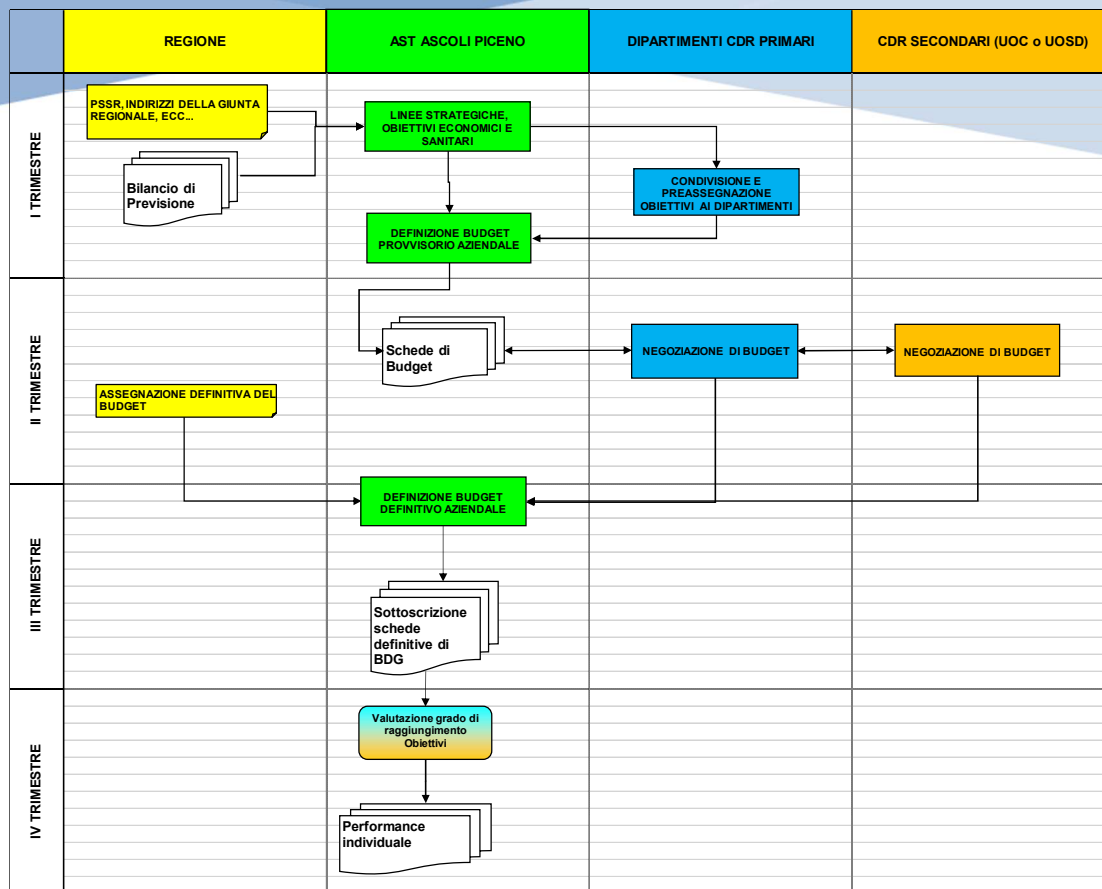 REGIONE
AST ASCOLI PICENO
DIPARTIMENTI CDR PRIMARI
CDR SECONDARI (UOC o UOSD)
I TRIMESTRE
PSSR, INDIRIZZI DELLA GIUNTA
REGIONALE, ECC...
LINEE STRATEGICHE,
OBIETTIVI ECONOMICI E
SANITARI
Bilancio di
Previsione
CONDIVISIONE E
PREASSEGNAZIONE
OBIETTIVI AI DIPARTIMENTI
DEFINIZIONE BUDGET
PROVVISORIO AZIENDALE
II TRIMESTRE
Schede di
Budget
NEGOZIAZIONE DI BUDGET
NEGOZIAZIONE DI BUDGET
ASSEGNAZIONE DEFINITIVA DEL
BUDGET
III TRIMESTRE
DEFINIZIONE BUDGET
DEFINITIVO AZIENDALE
Sottoscrizione
schede
definitive di
BDG
IV TRIMESTRE
Valutazione grado di
raggiungimento
Obiettivi
Performance
individuale